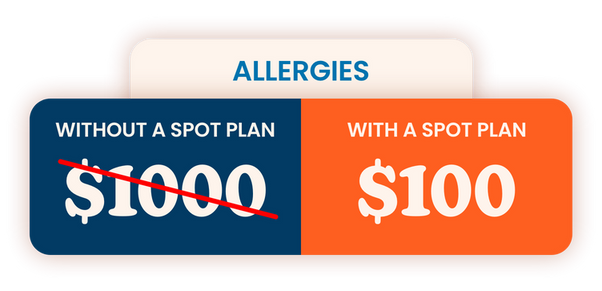 ALLERGIES
WITHOUT A SPOT PLAN
$1000
WITH A SPOT PLAN
$100